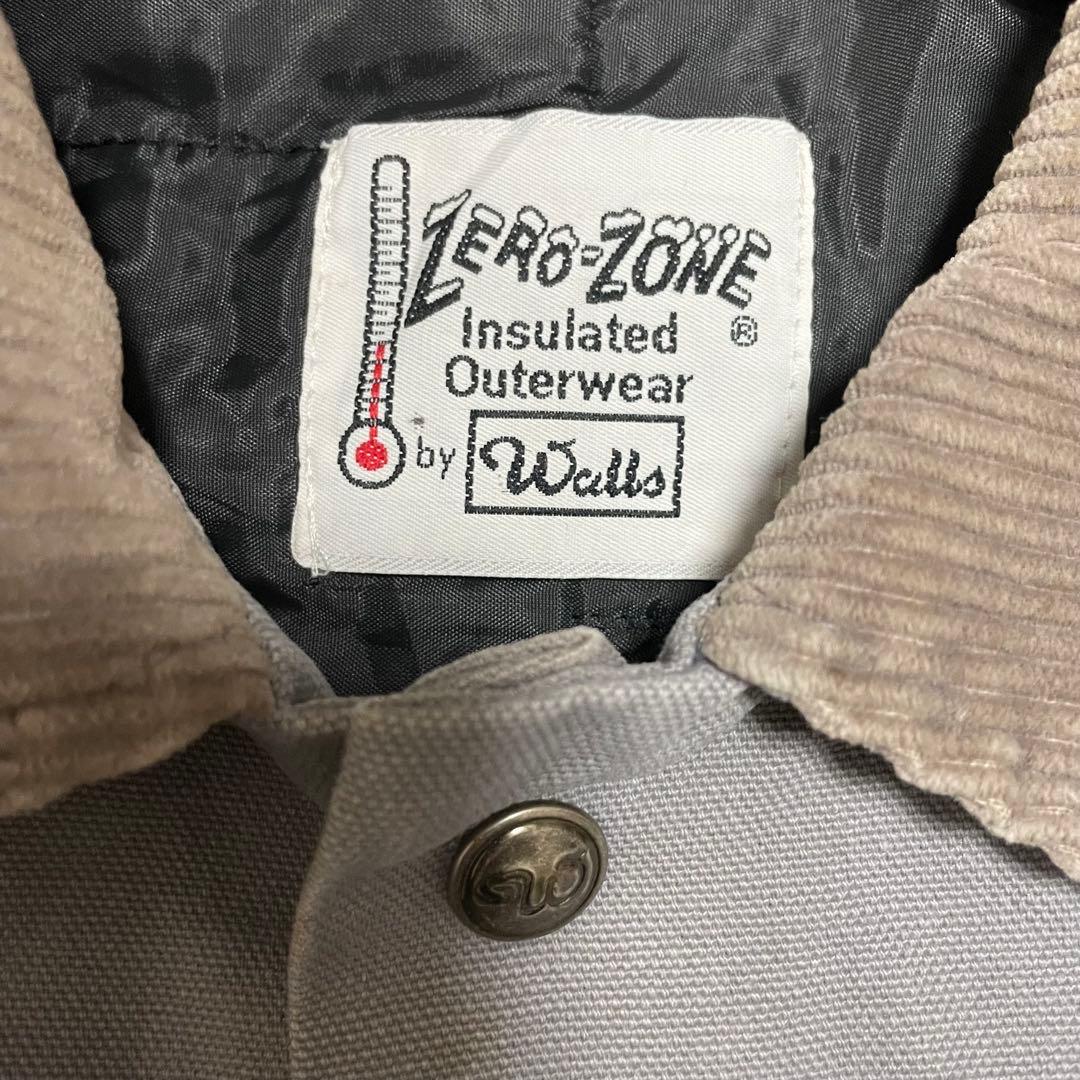 ZERO-ZONE
®
Insulated
Outerwear
by Walls
W